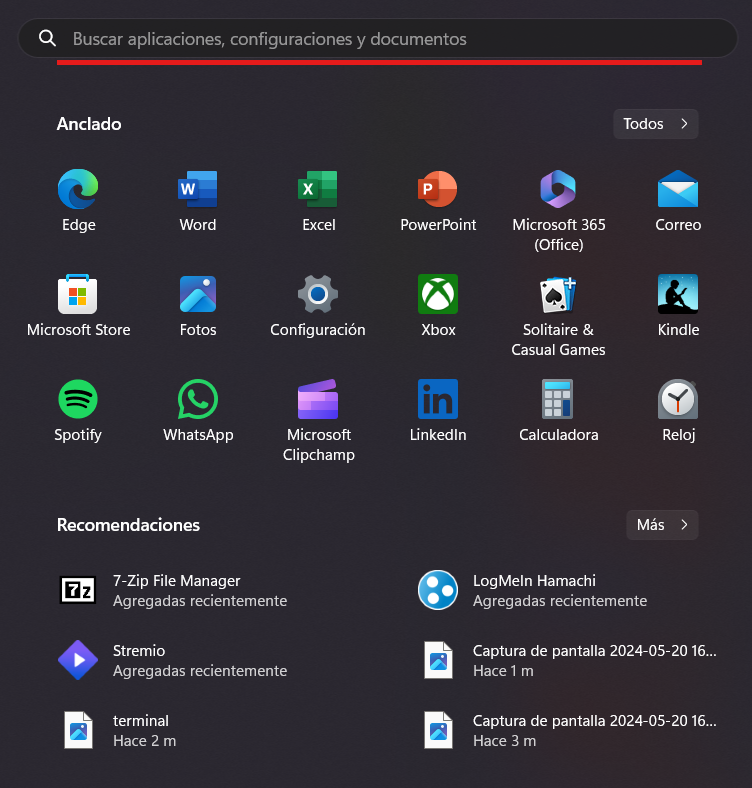 Buscar aplicaciones, configuraciones y documentos
Anclado
Todos
Edge
Word
Excel
PowerPoint
Microsoft 365
(Office)
Correo
Microsoft Store
Fotos
Configuración
Xbox
Solitaire &
Casual Games
Kindle
Spotify
WhatsApp
Microsoft
Clipchamp
LinkedIn
Calculadora
Reloj
Recomendaciones
Más
7-Zip File Manager
Agregadas recientemente
LogMeIn Hamachi
Agregadas recientemente
Stremio
Agregadas recientemente
Captura de pantalla 2024-05-20 16...
Hace 1 m
terminal
Hace 2 m
Captura de pantalla 2024-05-20 16...
Hace 3 m